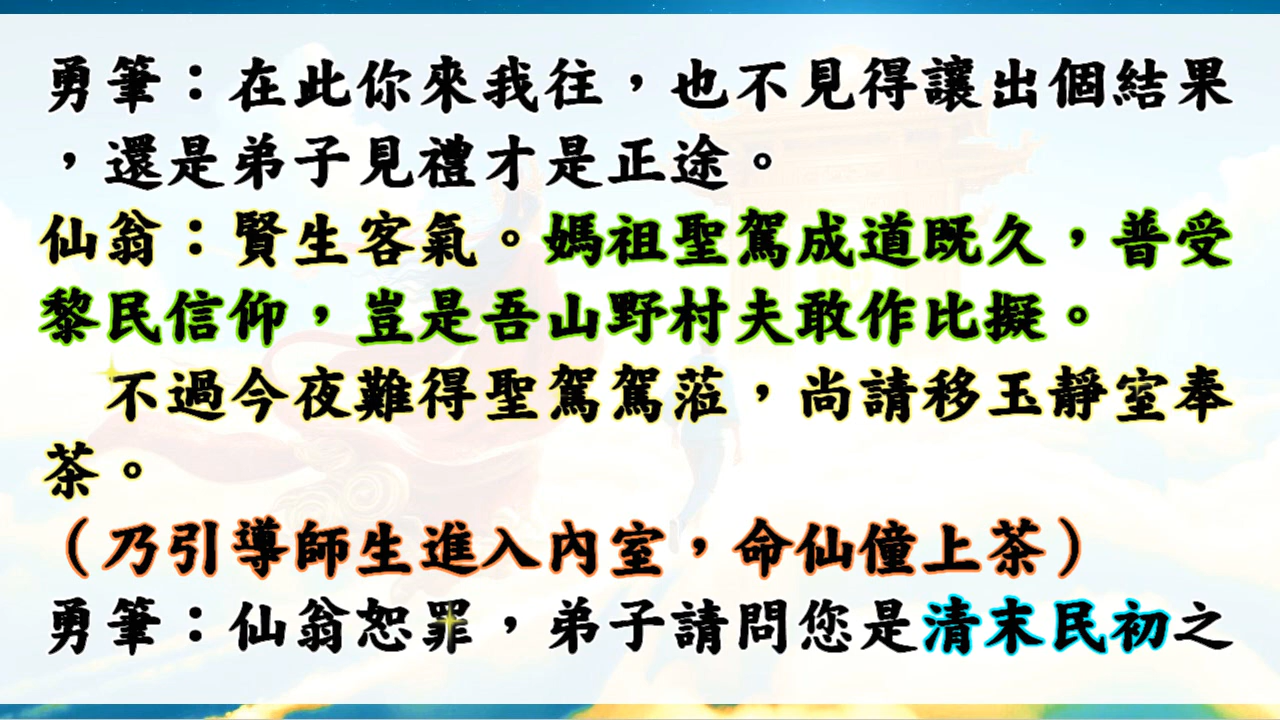 勇筆：在此你來我往，也不見得讓出個結果
，還是弟子見禮才是正途。
仙翁：賢生客氣。媽祖聖駕成道既久，普受
黎民信仰，豈是吾山野村夫敢作比擬。
　不過今夜難得聖駕駕蒞，尚請移玉靜室奉
茶。
（乃引導師生進入內室，命仙僮上茶）
勇筆：仙翁恕罪，弟子請問您是清末民初之